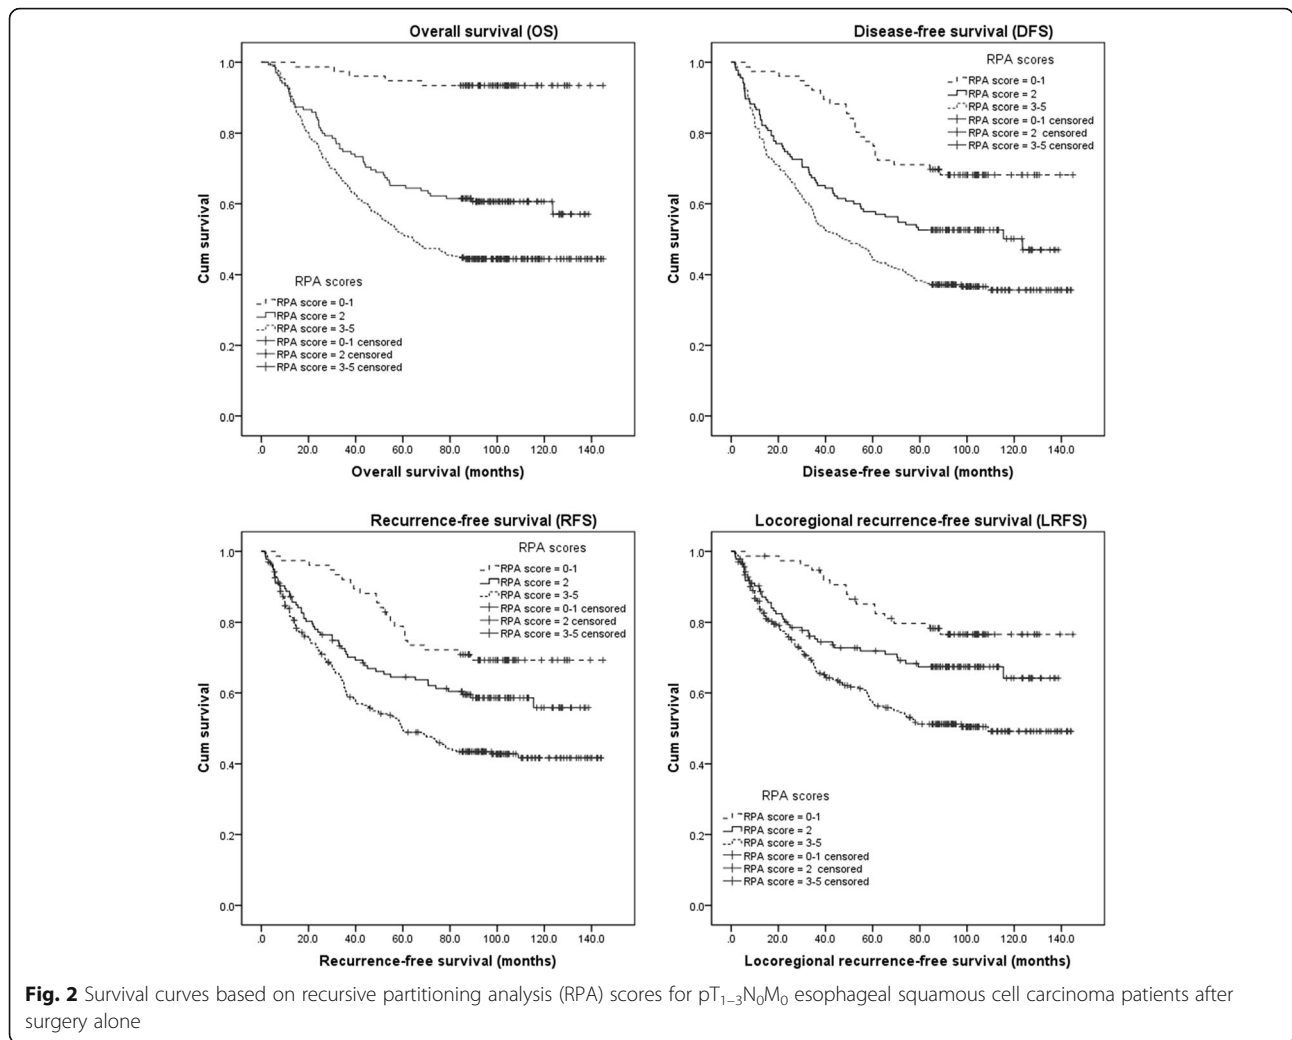 Overall survival (OS)
1.0
0.8
0.6
0.4
0.2
0.0
Cum survival
RPA scores
RPA score = 0-1
RPA score = 2
RPA score = 3-5
RPA score = 0-1 censored
RPA score = 2 censored
RPA score = 3-5 censored
.0 20.0 40.0 60.0 80.0 100.0 120.0 140.0
Overall survival (months)
Disease-free survival (DFS)
1.0
0.8
0.6
0.4
0.2
0.0
Cum survival
RPA scores
RPA score = 0-1
RPA score = 2
RPA score = 3-5
RPA score = 0-1 censored
RPA score = 2 censored
RPA score = 3-5 censored
.0 20.0 40.0 60.0 80.0 100.0 120.0 140.0
Disease-free survival (months)
Recurrence-free survival (RFS)
1.0
0.8
0.6
0.4
0.2
0.0
Cum survival
RPA scores
RPA score = 0-1
RPA score = 2
RPA score = 3-5
RPA score = 0-1 censored
RPA score = 2 censored
RPA score = 3-5 censored
.0 20.0 40.0 60.0 80.0 100.0 120.0 140.0
Recurrence-free survival (months)
Locoregional recurrence-free survival (LRFS)
1.0
0.8
0.6
0.4
0.2
0.0
Cum survival
RPA scores
RPA score = 0-1
RPA score = 2
RPA score = 3-5
RPA score = 0-1 censored
RPA score = 2 censored
RPA score = 3-5 censored
.0 20.0 40.0 60.0 80.0 100.0 120.0 140.0
Locoregional recurrence-free survival (months)
Fig. 2 Survival curves based on recursive partitioning analysis (RPA) scores for pT₁₋₃N₀M₀ esophageal squamous cell carcinoma patients after
surgery alone